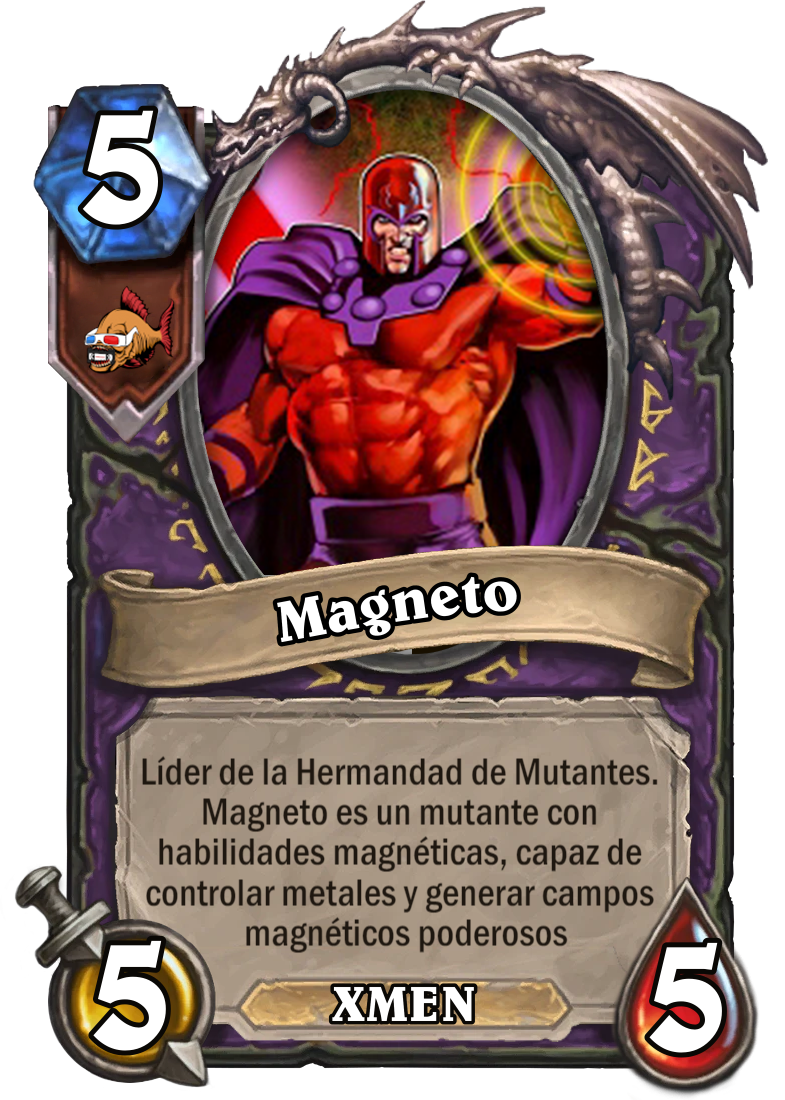 5
Magneto
Líder de la Hermandad de Mutantes.
Magneto es un mutante con
habilidades magnéticas, capaz de
controlar metales y generar campos
magnéticos poderosos
5
XMEN
5